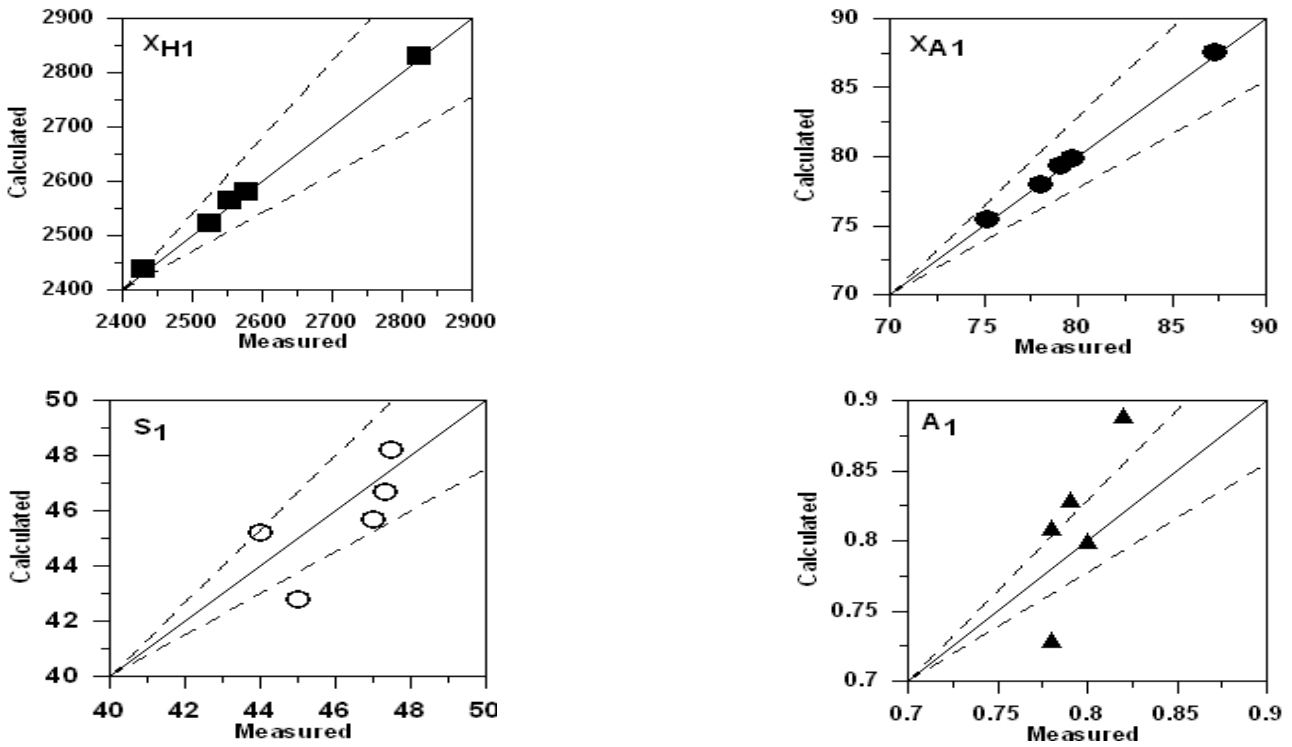 2900
X_H1
2800
2700
2600
2500
2400
2400 2500 2600 2700 2800 2900
Measured
Calculated
90
X_A1
85
80
75
70
70 75 80 85 90
Measured
Calculated
50
S_1
48
46
44
42
40
40 42 44 46 48 50
Measured
Calculated
0.9
A_1
0.85
0.8
0.75
0.7
0.7 0.75 0.8 0.85 0.9
Measured
Calculated